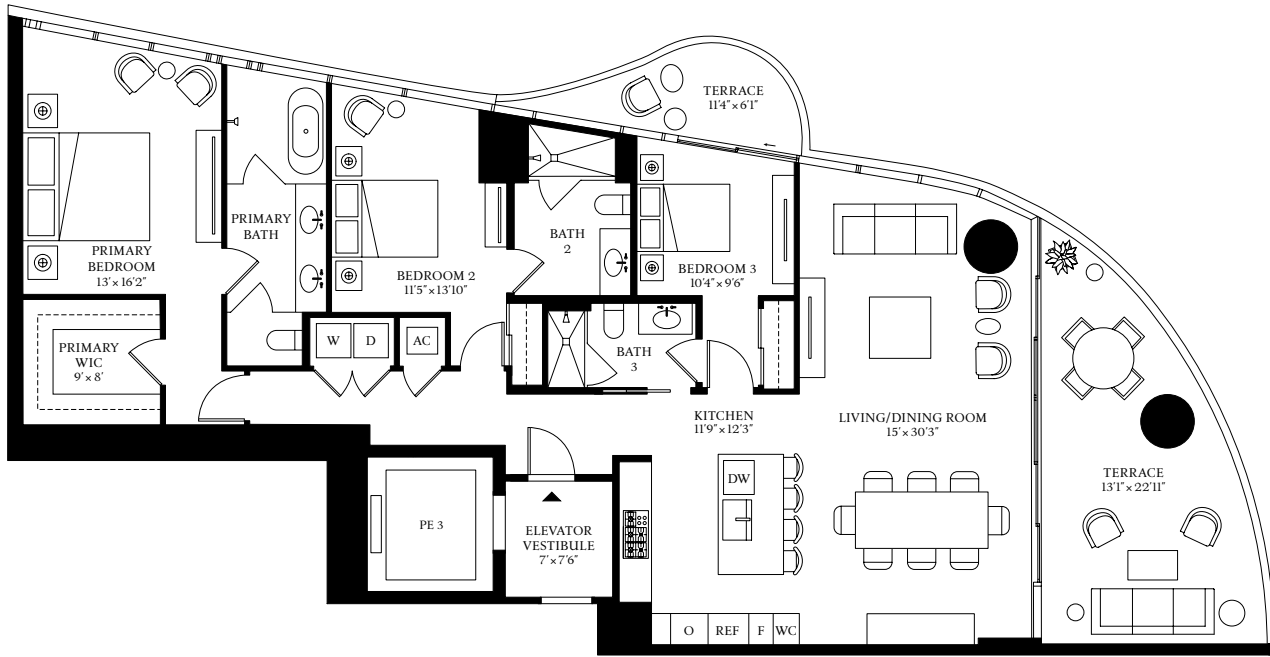 TERRACE
11'4" × 6'1"
PRIMARY
BEDROOM
13' × 16'2"
PRIMARY
BATH
BEDROOM 2
11'5" × 13'10"
BATH
2
BEDROOM 3
10'4" × 9'6"
PRIMARY
WIC
9' × 8'
W
D
AC
BATH
3
KITCHEN
11'9" × 12'3"
LIVING/DINING ROOM
15' × 30'3"
TERRACE
13'1" × 22'11"
DW
PE 3
ELEVATOR
VESTIBULE
7' × 7'6"
O
REF
F
WC